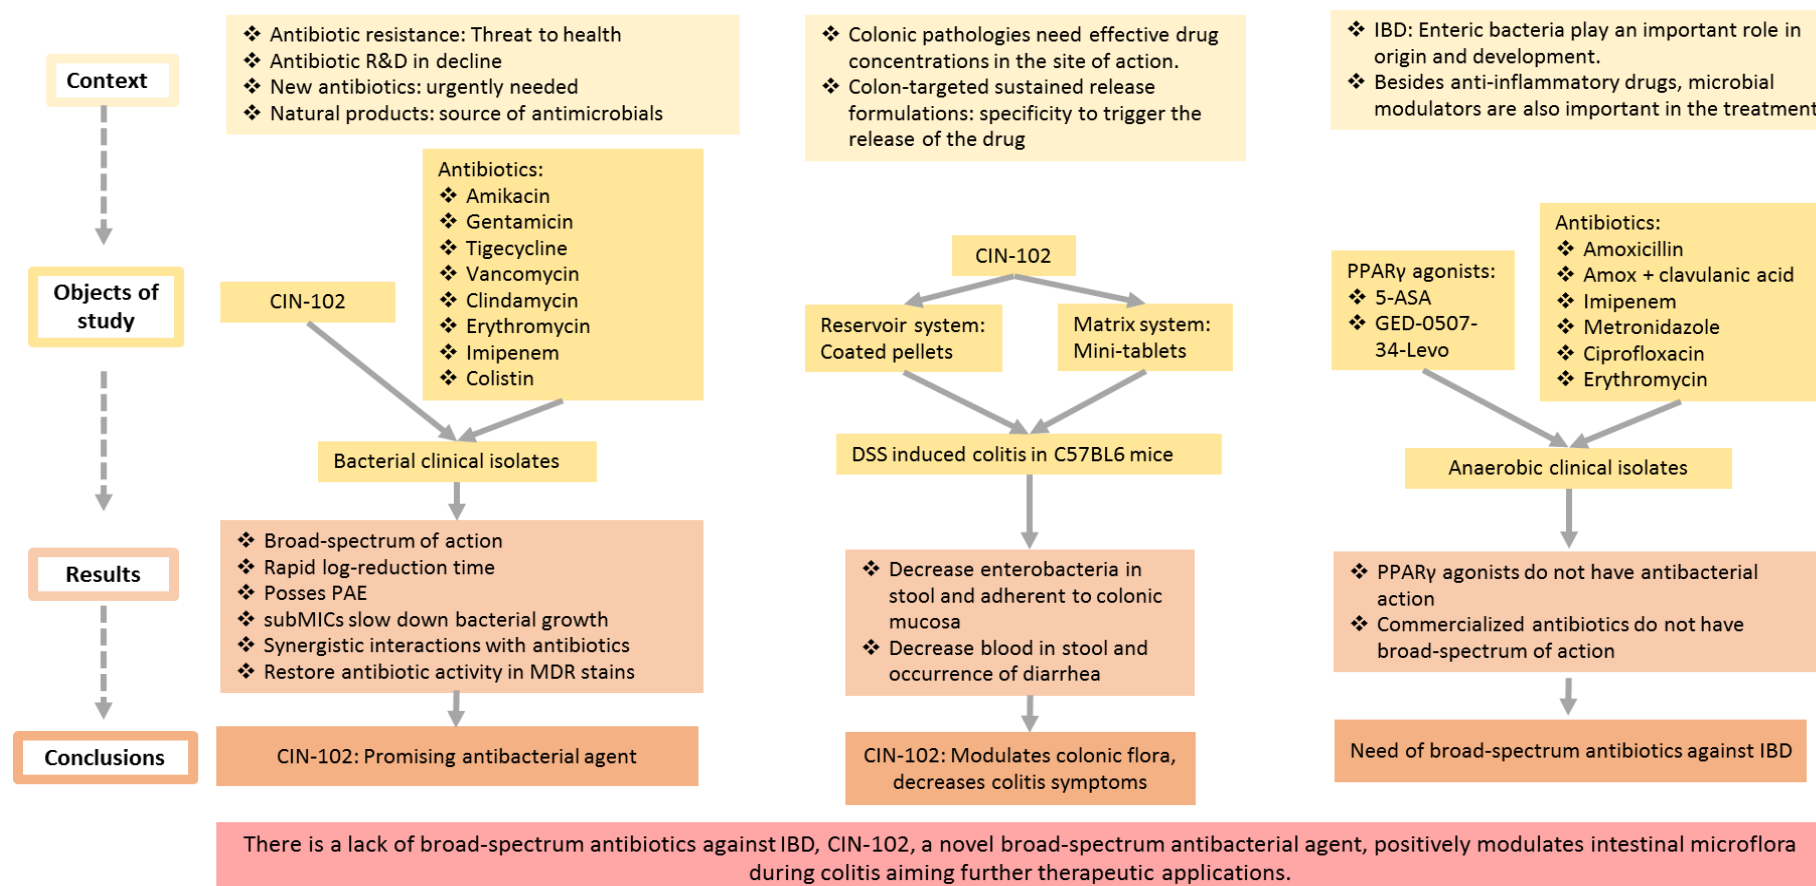 Context
❖ Antibiotic resistance: Threat to health
❖ Antibiotic R&D in decline
❖ New antibiotics: urgently needed
❖ Natural products: source of antimicrobials
❖ Colonic pathologies need effective drug
concentrations in the site of action.
❖ Colon-targeted sustained release
formulations: specificity to trigger the
release of the drug
❖ IBD: Enteric bacteria play an important role in
origin and development.
❖ Besides anti-inflammatory drugs, microbial
modulators are also important in the treatment
Objects of
study
CIN-102
Antibiotics:
❖ Amikacin
❖ Gentamicin
❖ Tigecycline
❖ Vancomycin
❖ Clindamycin
❖ Erythromycin
❖ Imipenem
❖ Colistin
Bacterial clinical isolates
CIN-102
Reservoir system:
Coated pellets
Matrix system:
Mini-tablets
DSS induced colitis in C57BL6 mice
PPARγ agonists:
❖ 5-ASA
❖ GED-0507-
34-Levo
Antibiotics:
❖ Amoxicillin
❖ Amox + clavulanic acid
❖ Imipenem
❖ Metronidazole
❖ Ciprofloxacin
❖ Erythromycin
Anaerobic clinical isolates
Results
❖ Broad-spectrum of action
❖ Rapid log-reduction time
❖ Posses PAE
❖ subMICs slow down bacterial growth
❖ Synergistic interactions with antibiotics
❖ Restore antibiotic activity in MDR stains
❖ Decrease enterobacteria in
stool and adherent to colonic
mucosa
❖ Decrease blood in stool and
occurrence of diarrhea
❖ PPARγ agonists do not have antibacterial
action
❖ Commercialized antibiotics do not have
broad-spectrum of action
Conclusions
CIN-102: Promising antibacterial agent
CIN-102: Modulates colonic flora,
decreases colitis symptoms
Need of broad-spectrum antibiotics against IBD
There is a lack of broad-spectrum antibiotics against IBD, CIN-102, a novel broad-spectrum antibacterial agent, positively modulates intestinal microflora
during colitis aiming further therapeutic applications.